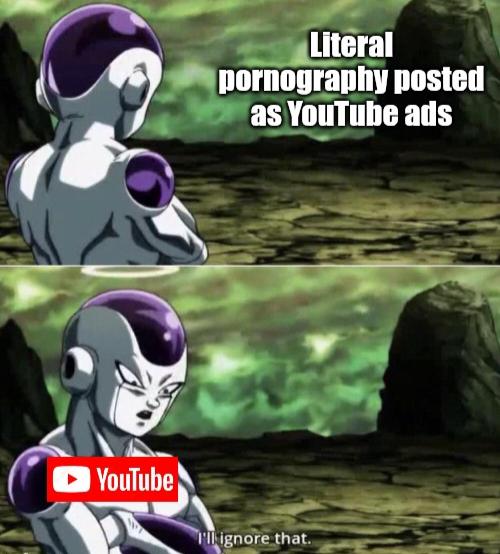 Literal
pornography posted
as YouTube ads
YouTube
I'll ignore that.